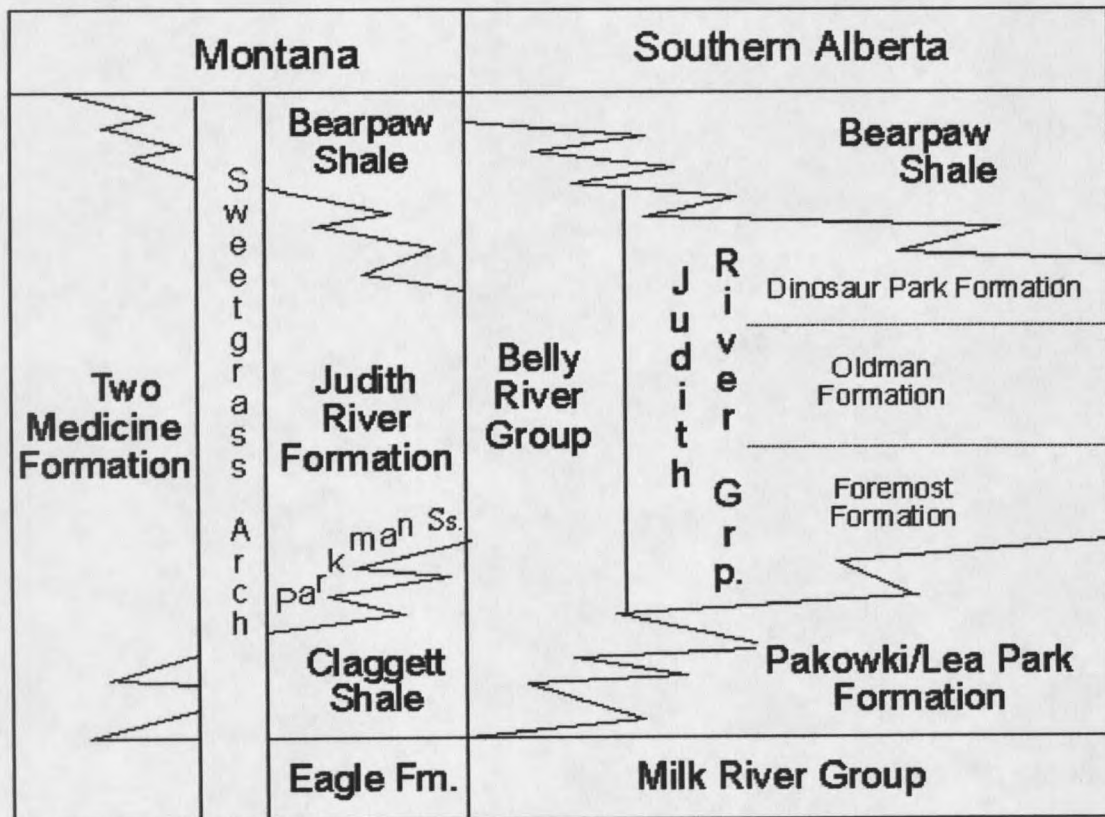 Montana
Southern Alberta
Two
Medicine
Formation
Sweetgrass Arch
Bearpaw
Shale
Judith
River
Formation
Parkman Ss.
Claggett
Shale
Eagle Fm.
Belly
River
Group
Judith
River Grp.
Bearpaw
Shale
Dinosaur Park Formation
Oldman
Formation
Foremost
Formation
Pakowki/Lea Park
Formation
Milk River Group